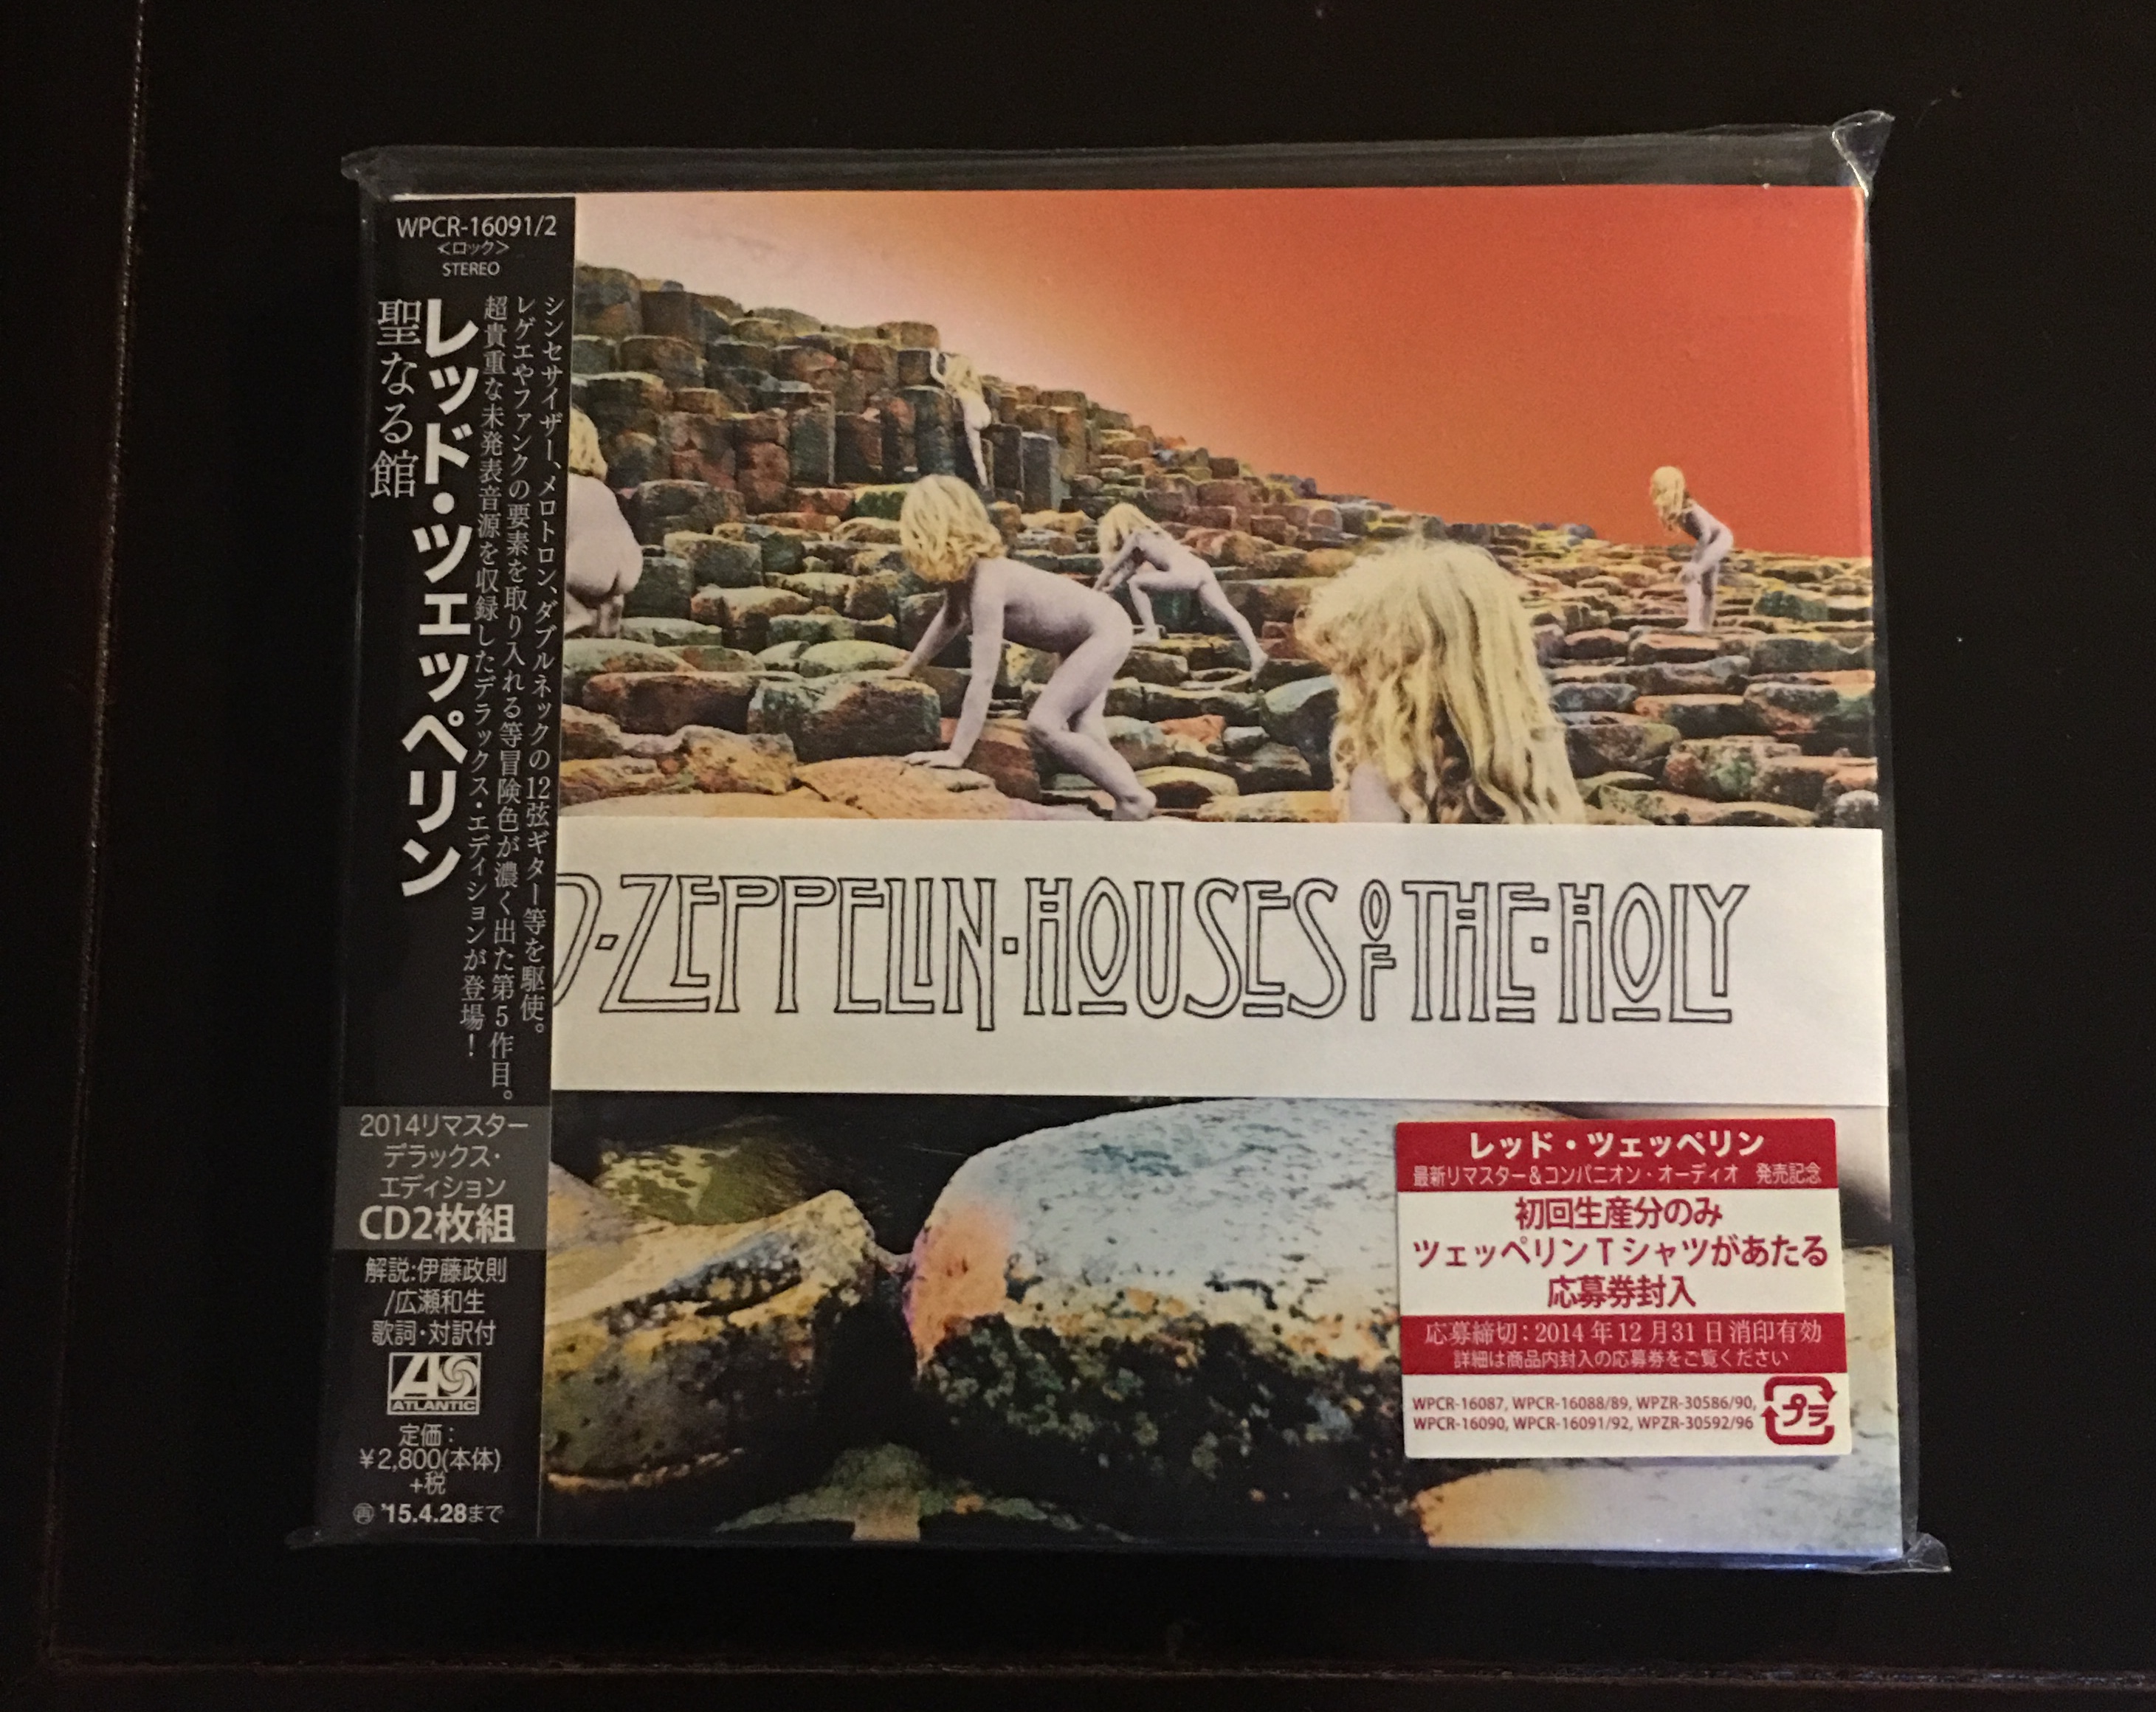 WPCR-16091/2
<ロック>
STEREO
シンセサイザー、メロトロン、ダブルネックの12弦ギター等を駆使。
レゲエやファンクの要素を取り入れる等冒険色が濃く出た第5作目。
超貴重な未発表音源を収録したデラックス・エディションが登場！
レッド・ツェッペリン
聖なる館
2014リマスター
デラックス・
エディション
CD2枚組
解説:伊藤政則
/広瀬和生
歌詞・対訳付
ATLANTIC
定価：
￥2,800(本体)
+税
㊢ '15.4.28まで
D·ZEPPELIN·HOUSES OF THE·HOLY
レッド・ツェッペリン
最新リマスター＆コンパニオン・オーディオ 発売記念
初回生産分のみ
ツェッペリンTシャツがあたる
応募券封入
応募締切：2014年12月31日消印有効
詳細は商品内封入の応募券をご覧ください
WPCR-16087, WPCR-16088/89, WPZR-30586/90,
WPCR-16090, WPCR-16091/92, WPZR-30592/96
プラ